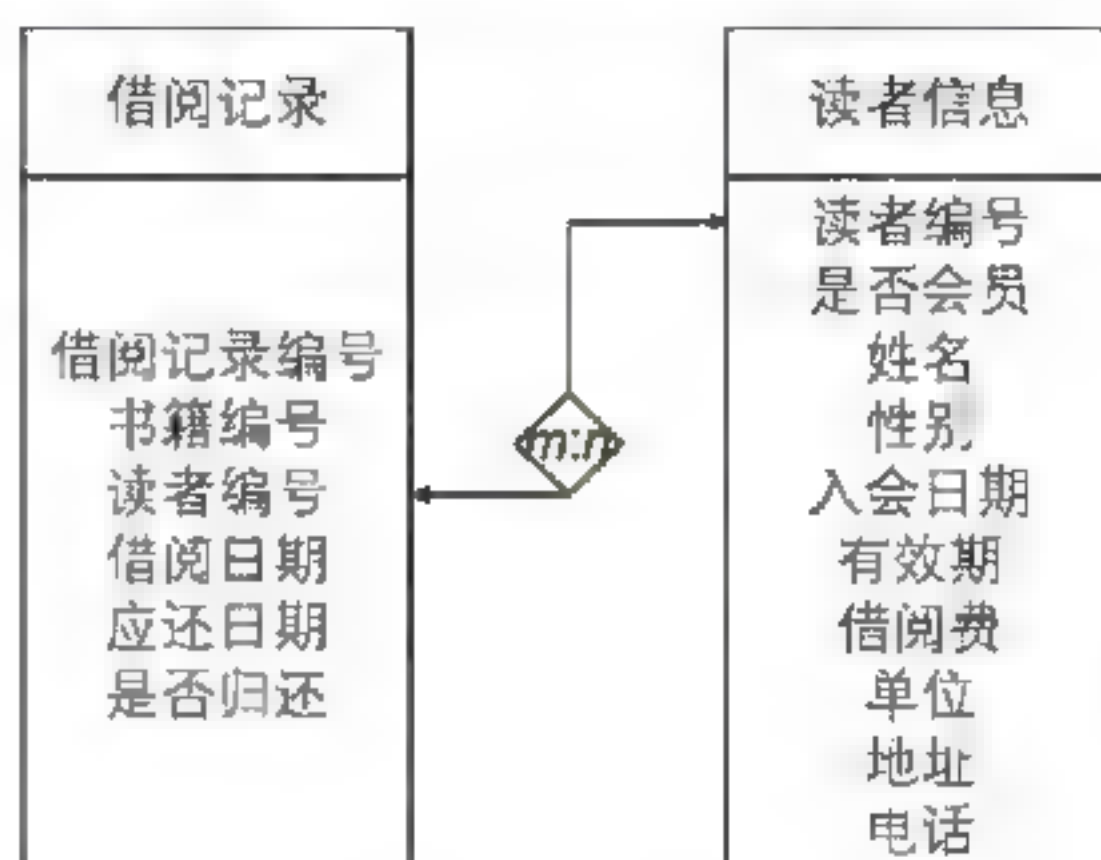 借阅记录
借阅记录编号
书籍编号
读者编号
借阅日期
应还日期
是否归还
m:n
读者信息
读者编号
是否会员
姓名
性别
入会日期
有效期
借阅费
单位
地址
电话